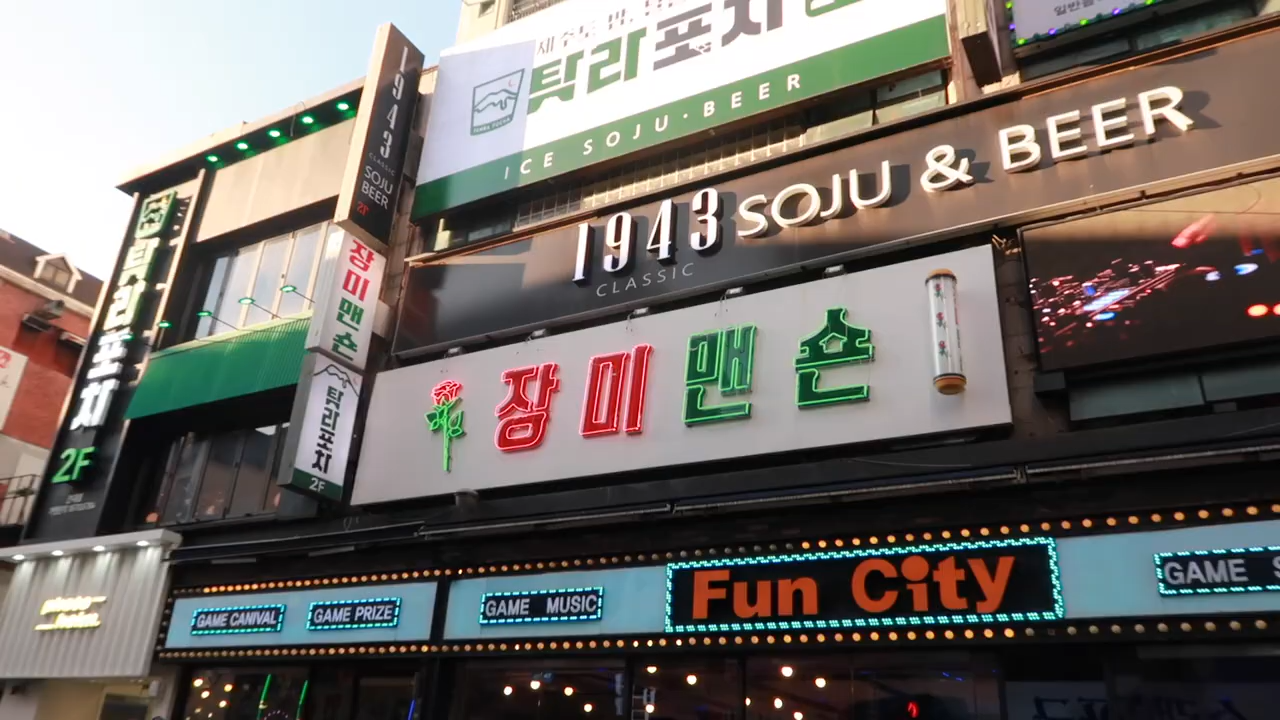 탐라포차
ICE SOJU·BEER
1943
CLASSIC
SOJU
BEER
2F
1943 SOJU & BEER
CLASSIC
탐라포차
2F
장미맨숀
탐라포차
2F
장미맨숀
Fun City
GAME CANIVAL
GAME PRIZE
GAME MUSIC
GAME